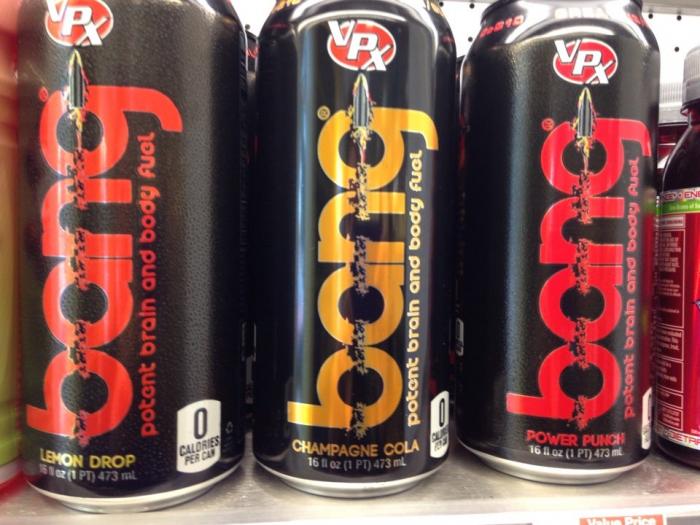 VPX
bang®
potent brain and body fuel
0
CALORIES
PER CAN
LEMON DROP
16 fl oz (1 PT) 473 mL
VPX
bang®
potent brain and body fuel
0
CHAMPAGNE COLA
16 fl oz (1 PT) 473 mL
VPX
bang®
potent brain and body fuel
POWER PUNCH
16 fl oz (1 PT) 473 mL
Value Price